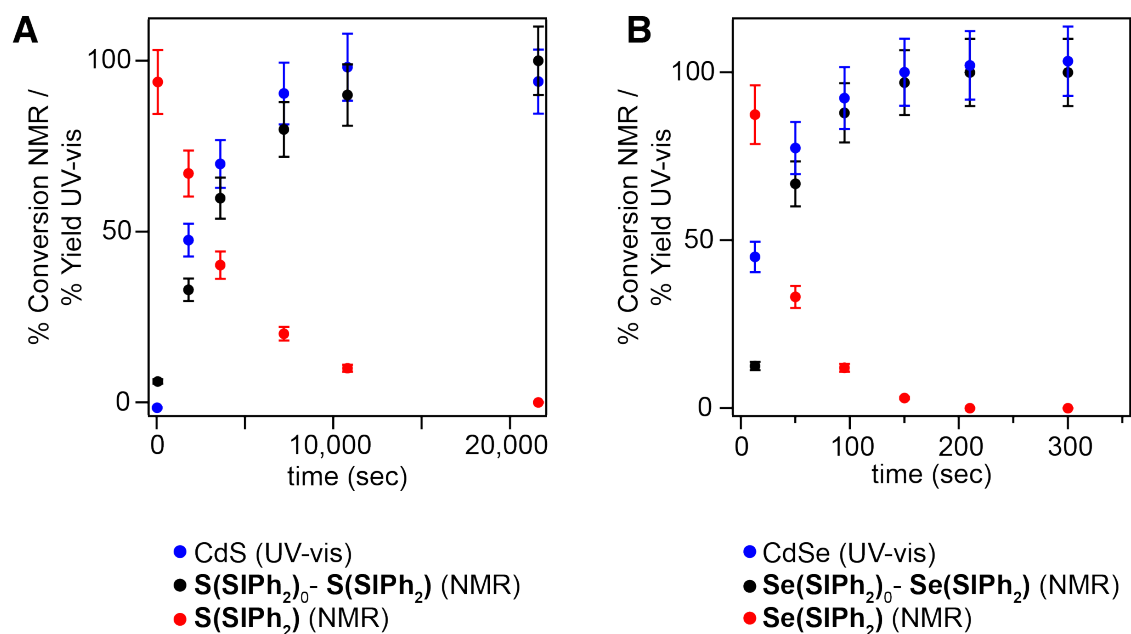 A
% Conversion NMR /
% Yield UV-vis
100
50
0
0
10,000
20,000
time (sec)
CdS (UV-vis)
S(SIPh₂)₀- S(SIPh₂) (NMR)
S(SIPh₂) (NMR)
B
% Conversion NMR /
% Yield UV-vis
100
50
0
0
100
200
300
time (sec)
CdSe (UV-vis)
Se(SIPh₂)₀- Se(SIPh₂) (NMR)
Se(SIPh₂) (NMR)